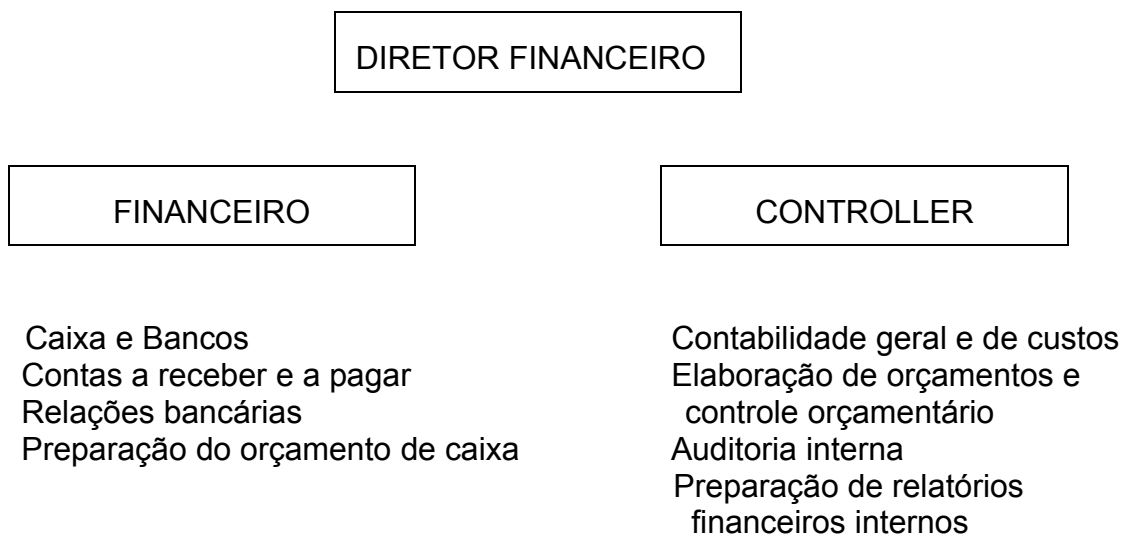 DIRETOR FINANCEIRO
FINANCEIRO
CONTROLLER
Caixa e Bancos
Contas a receber e a pagar
Relações bancárias
Preparação do orçamento de caixa
Contabilidade geral e de custos
Elaboração de orçamentos e
controle orçamentário
Auditoria interna
Preparação de relatórios
financeiros internos